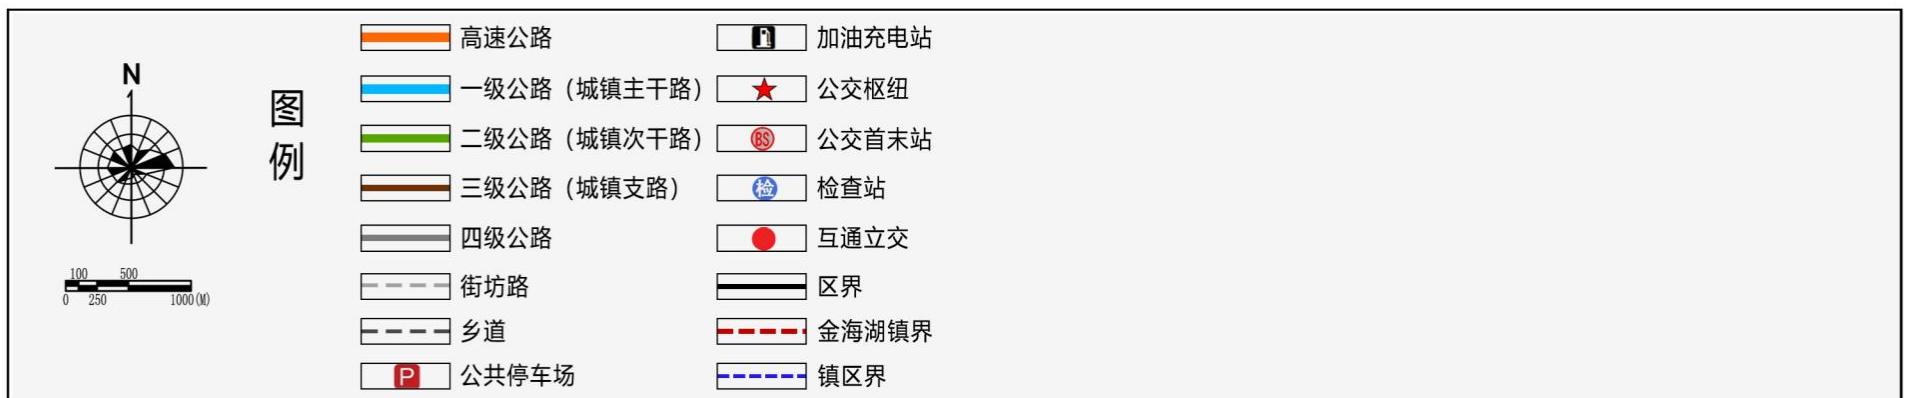 N
图例
100 500
0 250 1000(M)
高速公路
一级公路（城镇主干路）
二级公路（城镇次干路）
三级公路（城镇支路）
四级公路
街坊路
乡道
P 公共停车场
加油充电站
公交枢纽
BS 公交首末站
检 检查站
互通立交
区界
金海湖镇界
镇区界